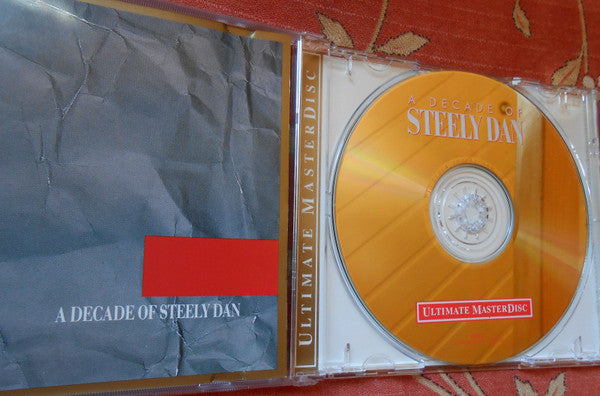 A DECADE OF STEELY DAN
ULTIMATE MASTERDISC
A DECADE OF
STEELY DAN
ULTIMATE MASTERDISC